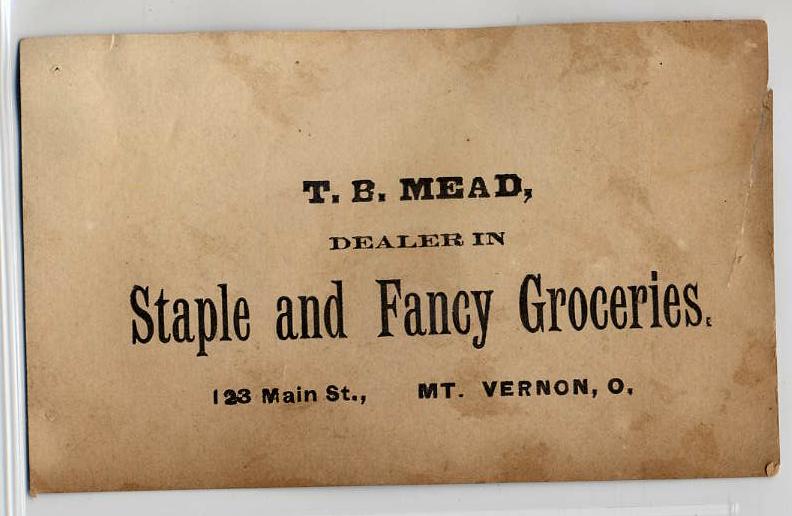 T. B. MEAD,
DEALER IN
Staple and Fancy Groceries.
123 Main St., MT. VERNON, O.